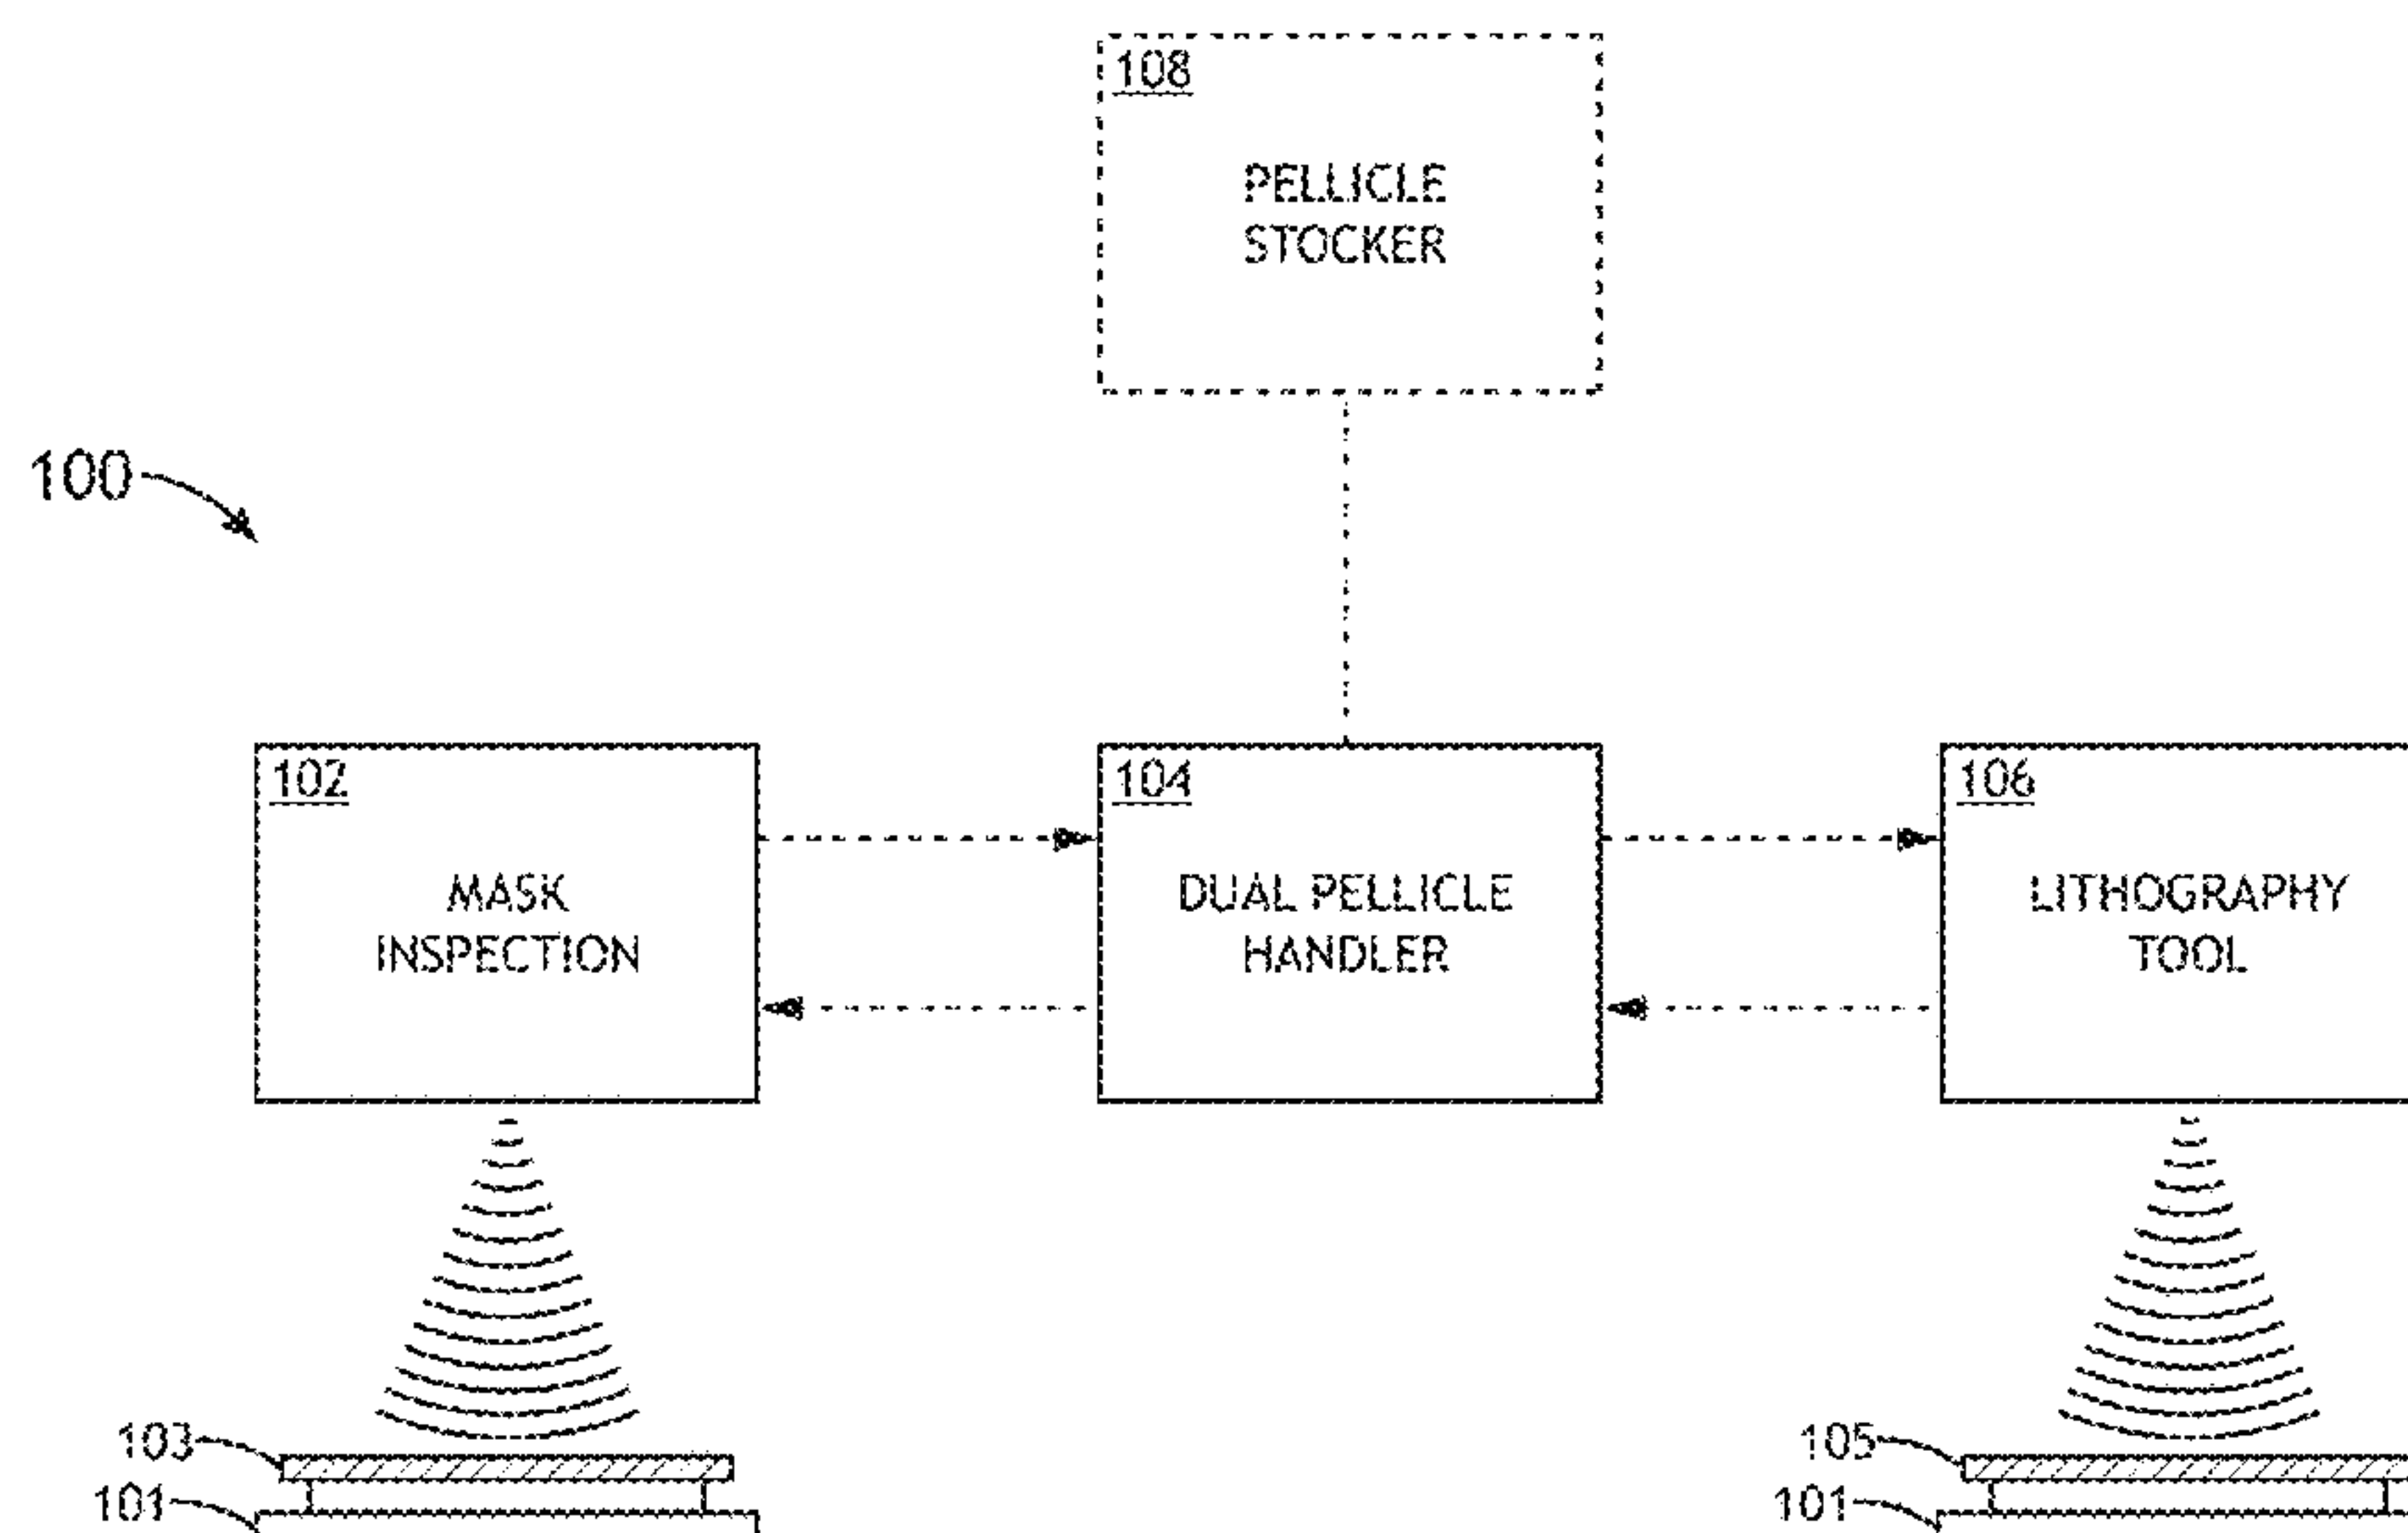 108
PELLICLE
STOCKER
100
102
MASK
INSPECTION
104
DUAL PELLICLE
HANDLER
106
LITHOGRAPHY
TOOL
103
101
105
101